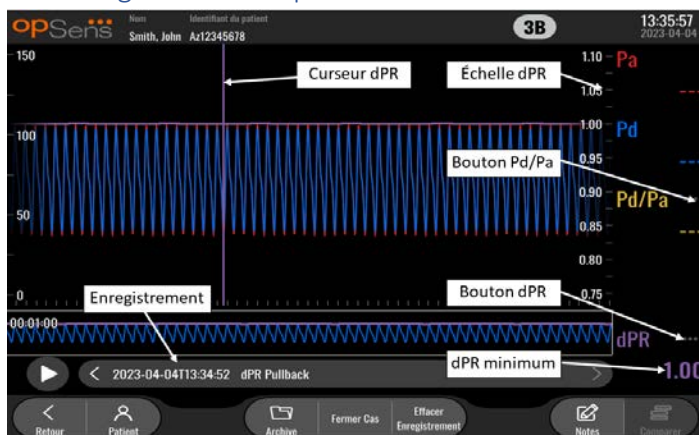 opSens
Nom
Identifiant du patient
Smith, John
Az12345678
3B
13:35:57
2023-04-04
150
1.10
Pa
Curseur dPR
Échelle dPR
1.05
100
1.00
Pd
Bouton Pd/Pa
0.95
0.90
Pd/Pa
50
0.85
0.80
0
Enregistrement
Bouton dPR
0.75
00:01:00
dPR
2023-04-04T13:34:52 dPR Pullback
dPR minimum
1.00
Retour
Patient
Archive
Fermer Cas
Effacer
Enregistrement
Notes
Comparer